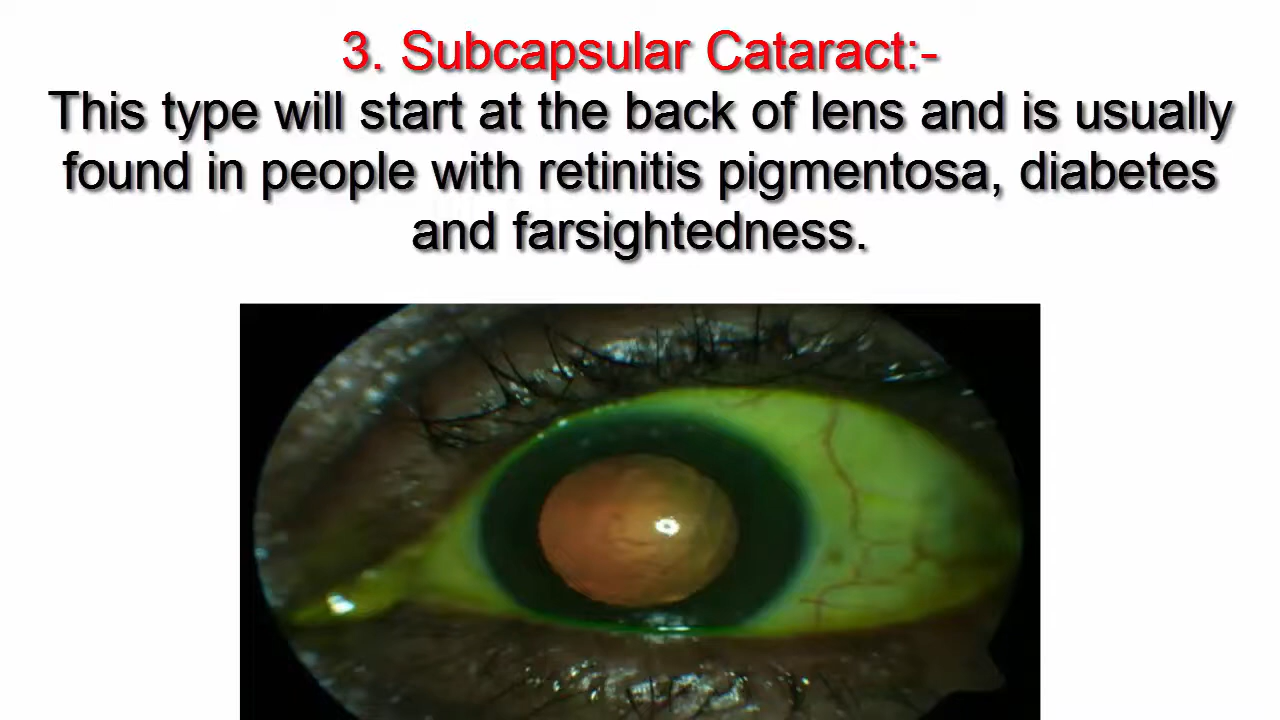 3. Subcapsular Cataract:-
This type will start at the back of lens and is usually
found in people with retinitis pigmentosa, diabetes
and farsightedness.